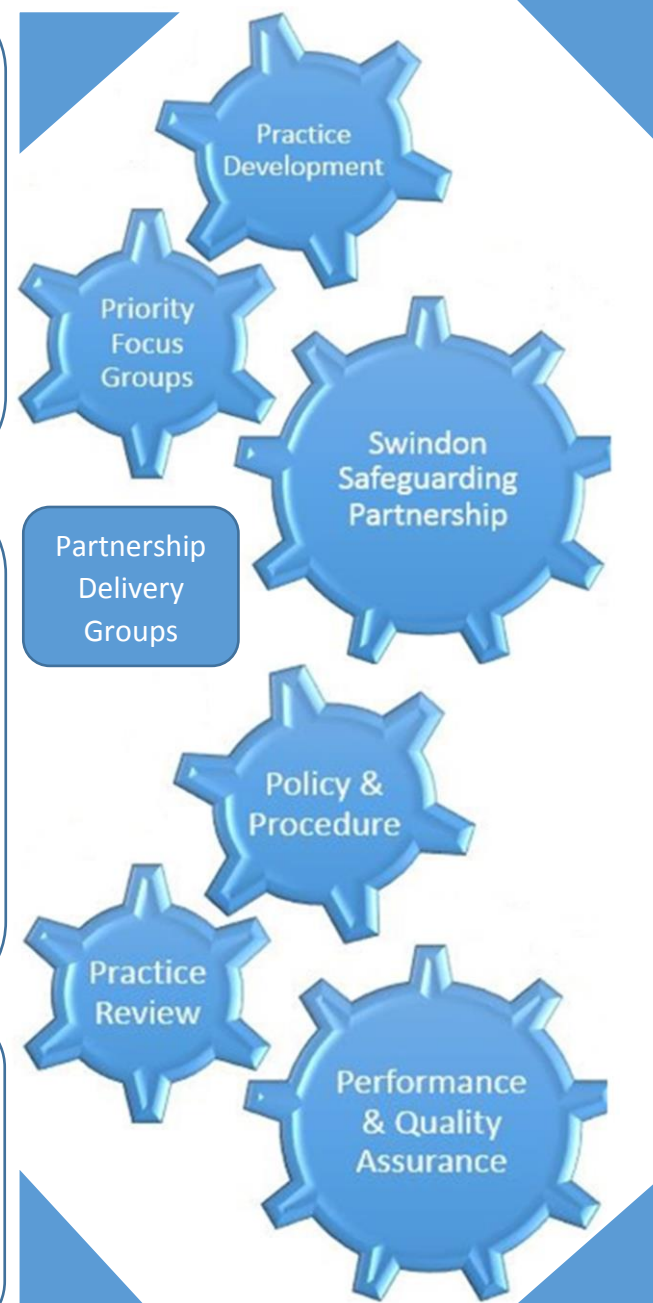 Practice
Development
Priority
Focus
Groups
Swindon
Safeguarding
Partnership
Partnership
Delivery
Groups
Policy &
Procedure
Practice
Review
Performance
& Quality
Assurance